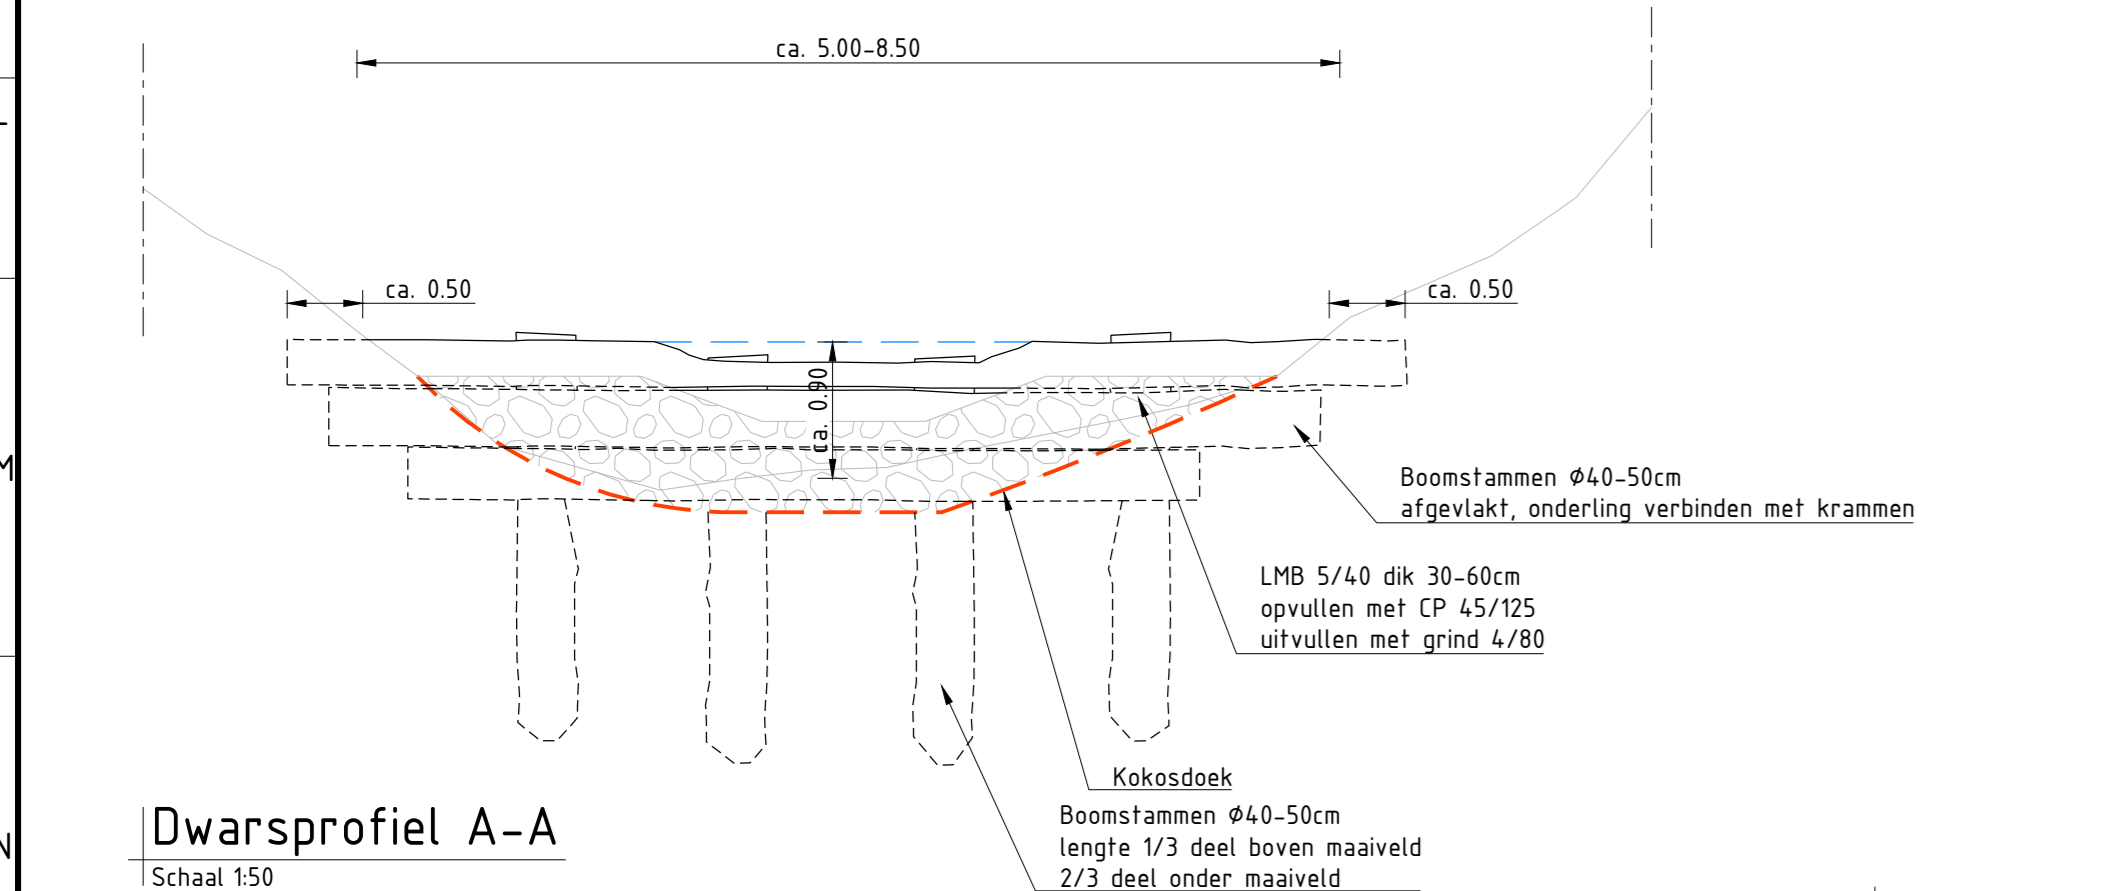 ca. 5.00-8.50
ca. 0.50
ca. 0.50
ca. 0.90
Boomstammen Ø40-50cm
afgevlakt, onderling verbinden met krammen
LMB 5/40 dik 30-60cm
opvullen met CP 45/125
uitvullen met grind 4/80
Kokosdoek
Boomstammen Ø40-50cm
lengte 1/3 deel boven maaiveld
2/3 deel onder maaiveld
Dwarsprofiel A-A
Schaal 1:50
M
N